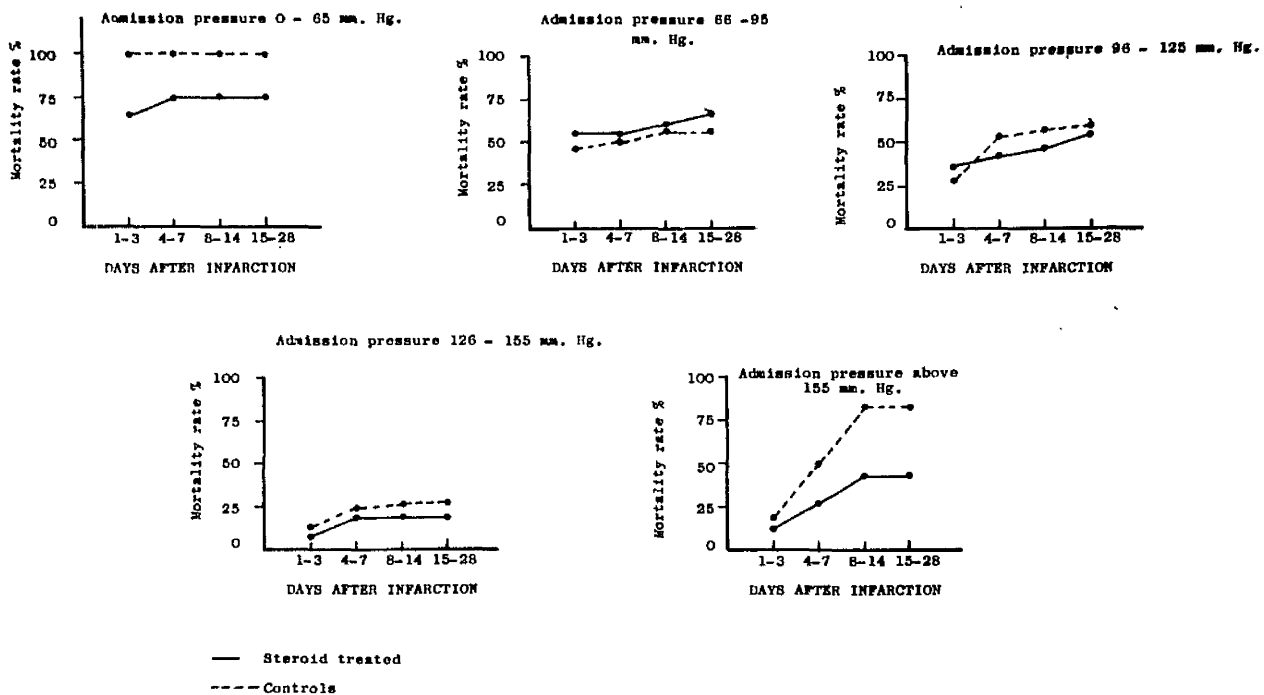 Admission pressure 0 - 65 mm. Hg.
Mortality rate %
100
75
50
25
0
1-3 4-7 8-14 15-28
DAYS AFTER INFARCTION
Admission pressure 66 -95
mm. Hg.
Mortality rate %
100
75
50
25
0
1-3 4-7 8-14 15-28
DAYS AFTER INFARCTION
Admission pressure 96 - 125 mm. Hg.
Mortality rate %
100
75
50
25
0
1-3 4-7 8-14 15-28
DAYS AFTER INFARCTION
Admission pressure 126 - 155 mm. Hg.
Mortality rate %
100
75
50
25
0
1-3 4-7 8-14 15-28
DAYS AFTER INFARCTION
Admission pressure above
155 mm. Hg.
Mortality rate %
100
75
50
25
0
1-3 4-7 8-14 15-28
DAYS AFTER INFARCTION
Steroid treated
Controls